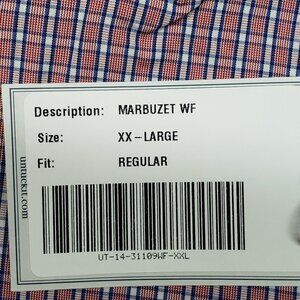 Description: MARBUZET WF
Size: XX-LARGE
Fit: REGULAR
UT-14-31109WF-XXL
untuckit.com